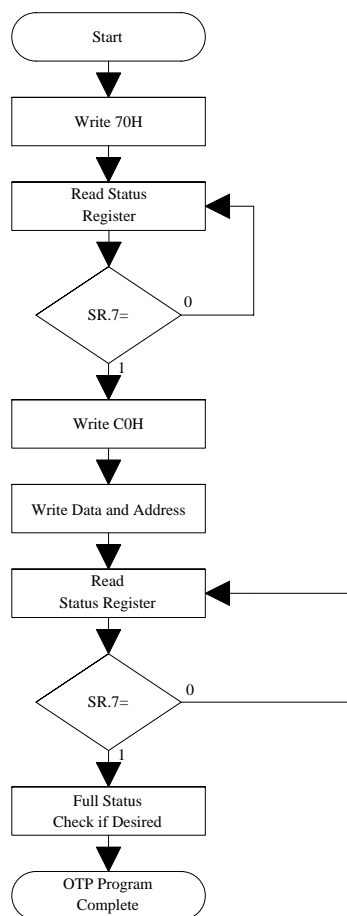 Start
Write 70H
Read Status
Register
0
SR.7=
1
Write C0H
Write Data and Address
Read
Status Register
0
SR.7=
1
Full Status
Check if Desired
OTP Program
Complete